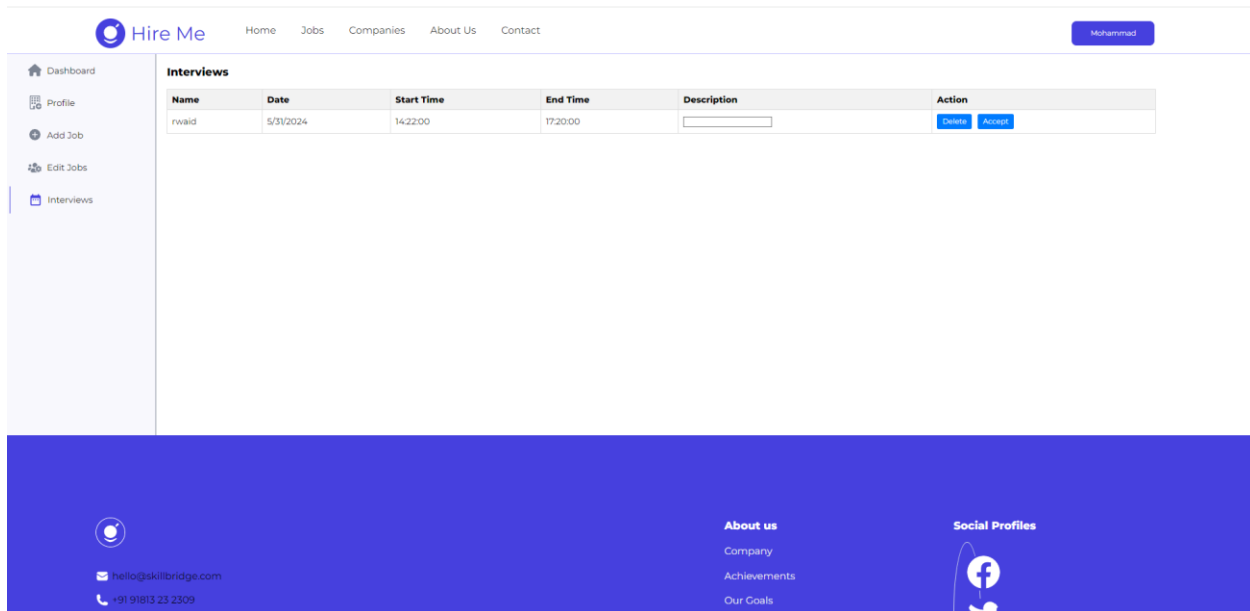 Hire Me Home Jobs Companies About Us Contact Mohammad
Dashboard
Profile
Add Job
Edit Jobs
Interviews
Interviews
Name Date Start Time End Time Description Action
rwaid 5/31/2024 14:22:00 17:20:00 Delete Accept
hello@skillbridge.com
+91 91813 23 2309
About us
Company
Achievements
Our Goals
Social Profiles